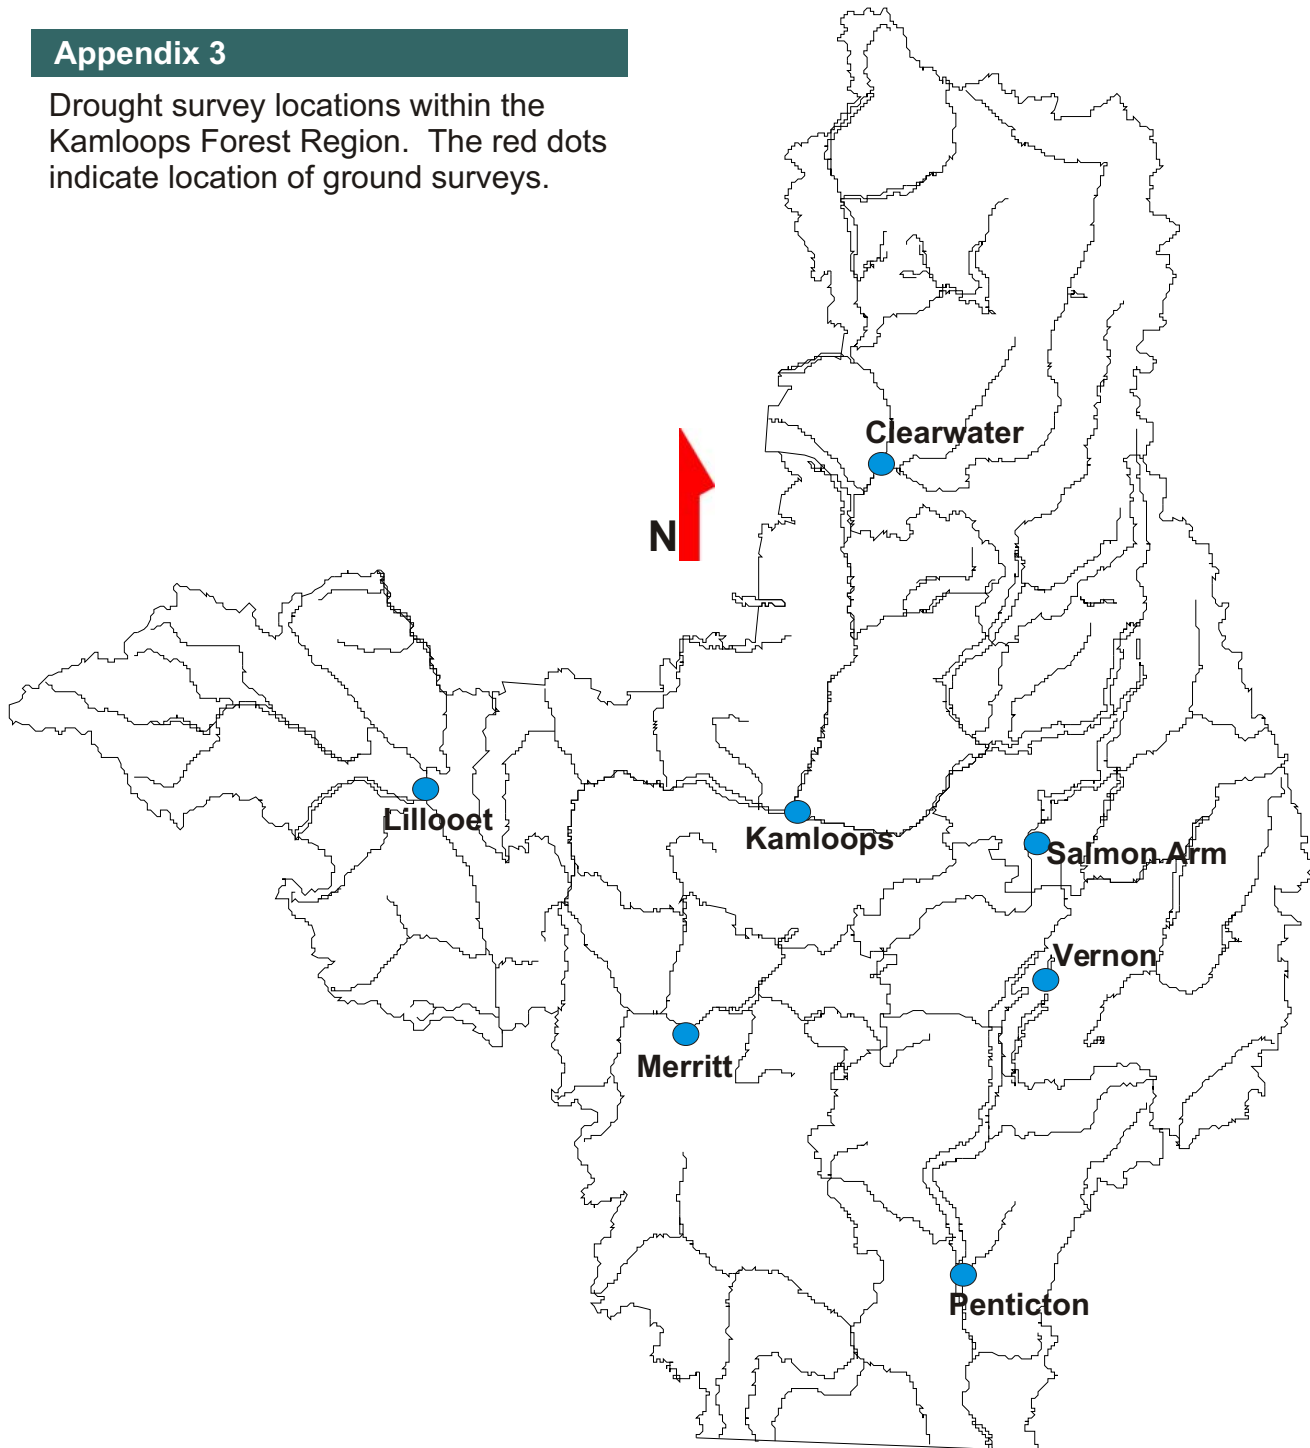 Appendix 3
Drought survey locations within the
Kamloops Forest Region.  The red dots
indicate location of ground surveys.
Clearwater
N
Lillooet
Kamloops
Salmon Arm
Vernon
Merritt
Penticton